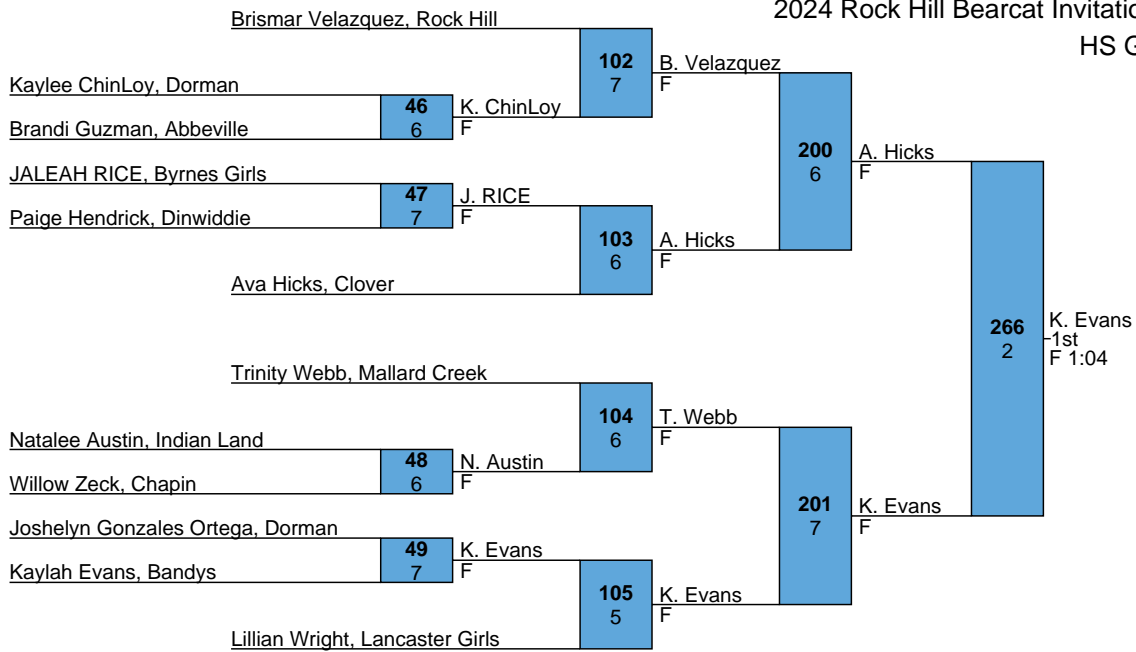 2024 Rock Hill Bearcat Invitatio
HS G
Brismar Velazquez, Rock Hill
102
7
B. Velazquez
F
Kaylee ChinLoy, Dorman
46
6
K. ChinLoy
F
Brandi Guzman, Abbeville
200
6
A. Hicks
F
JALEAH RICE, Byrnes Girls
47
7
J. RICE
F
Paige Hendrick, Dinwiddie
103
6
A. Hicks
F
Ava Hicks, Clover
266
2
K. Evans
1st
F 1:04
Trinity Webb, Mallard Creek
104
6
T. Webb
F
Natalee Austin, Indian Land
48
6
N. Austin
F
Willow Zeck, Chapin
201
7
K. Evans
F
Joshelyn Gonzales Ortega, Dorman
49
7
K. Evans
F
Kaylah Evans, Bandys
105
5
K. Evans
F
Lillian Wright, Lancaster Girls